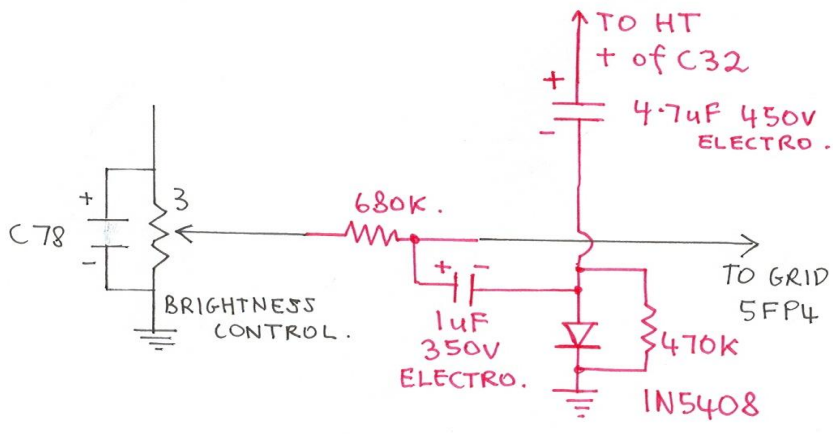 TO HT
+ of C32
+
-
4.7uF 450V
ELECTRO.
C78
+
-
3
BRIGHTNESS
CONTROL.
680K.
+ -
1uF
350V
ELECTRO.
TO GRID
5FP4
470K
IN5408